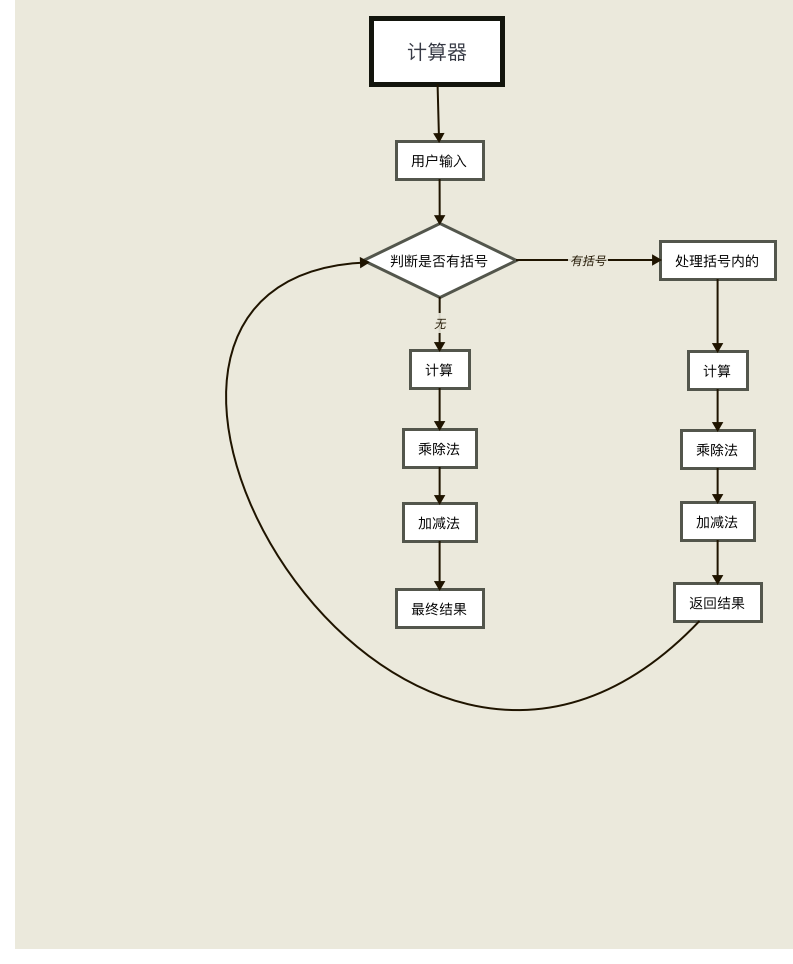 计算器
用户输入
判断是否有括号
有括号
处理括号内的
无
计算
计算
乘除法
乘除法
加减法
加减法
最终结果
返回结果